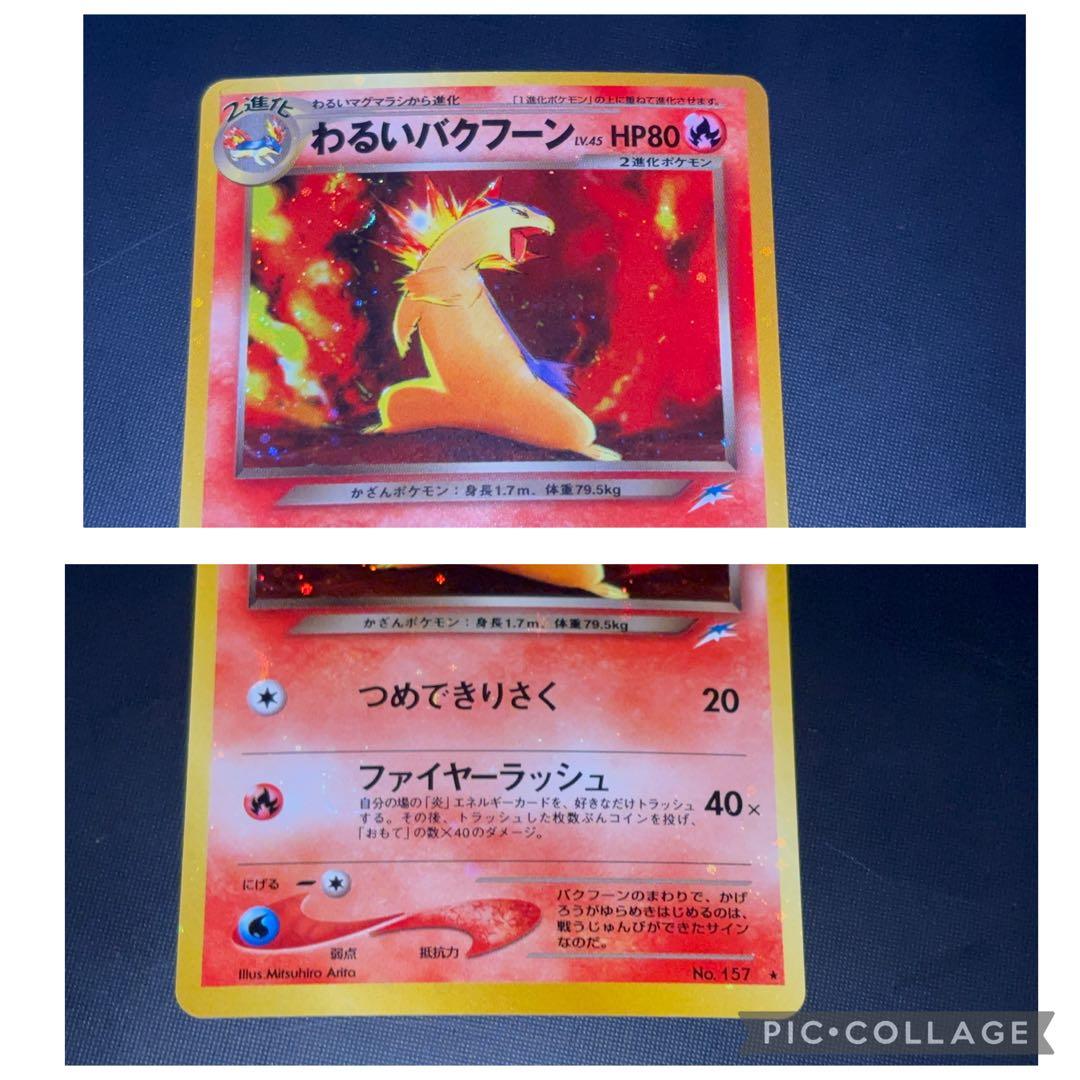 2進化
わるいマグマラシから進化
「1進化ポケモン」の上に重ねて進化させます。
わるいバクフーン LV.45 HP80
2進化ポケモン
かざんポケモン：身長1.7m、体重79.5kg
かざんポケモン：身長1.7m、体重79.5kg
つめできりさく 20
ファイヤーラッシュ 40×
自分の場の「炎」エネルギーカードを、好きなだけトラッシュ
する。その後、トラッシュした枚数ぶんコインを投げ、
「おもて」の数×40のダメージ。
にげる
弱点 抵抗力
バクフーンのまわりで、かげ
ろうがゆらめきはじめるのは、
戦うじゅんびができたサイン
なのだ。
Illus. Mitsuhiro Arita
No. 157 ★
PIC•COLLAGE